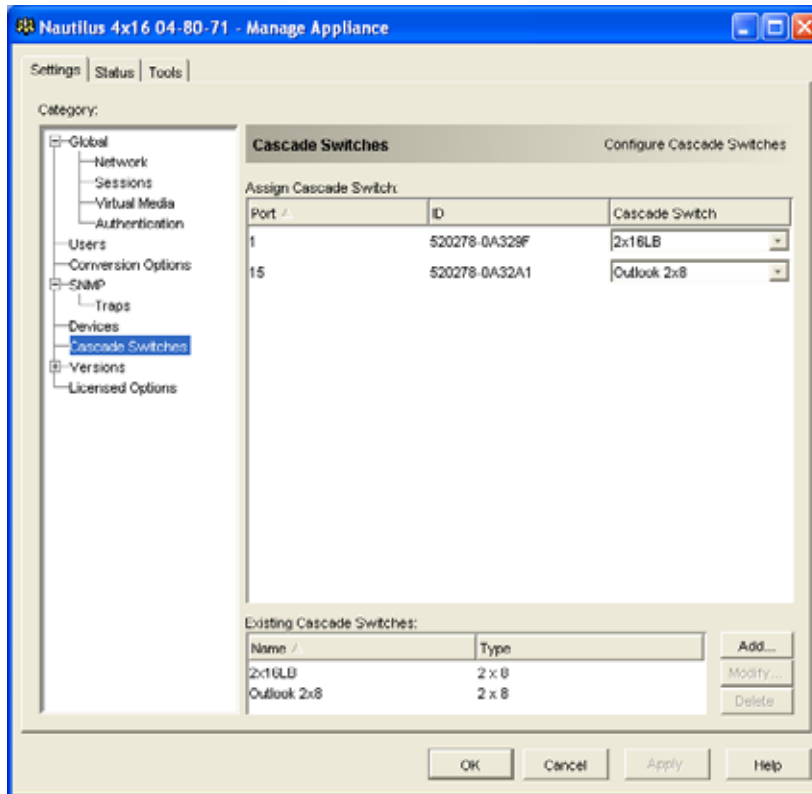 Nautilus 4x16 04-80-71 - Manage Appliance
Settings Status Tools
Category:
Global
Network
Sessions
Virtual Media
Authentication
Users
Conversion Options
SNMP
Traps
Devices
Cascade Switches
Versions
Licensed Options
Cascade Switches Configure Cascade Switches
Assign Cascade Switch:
Port ID Cascade Switch
1 520278-0A329F 2x16LB
15 520278-0A32A1 Outlook 2x8
Existing Cascade Switches:
Name Type
2x16LB 2 x 8
Outlook 2x8 2 x 8
Add...
Modify...
Delete
OK Cancel Apply Help